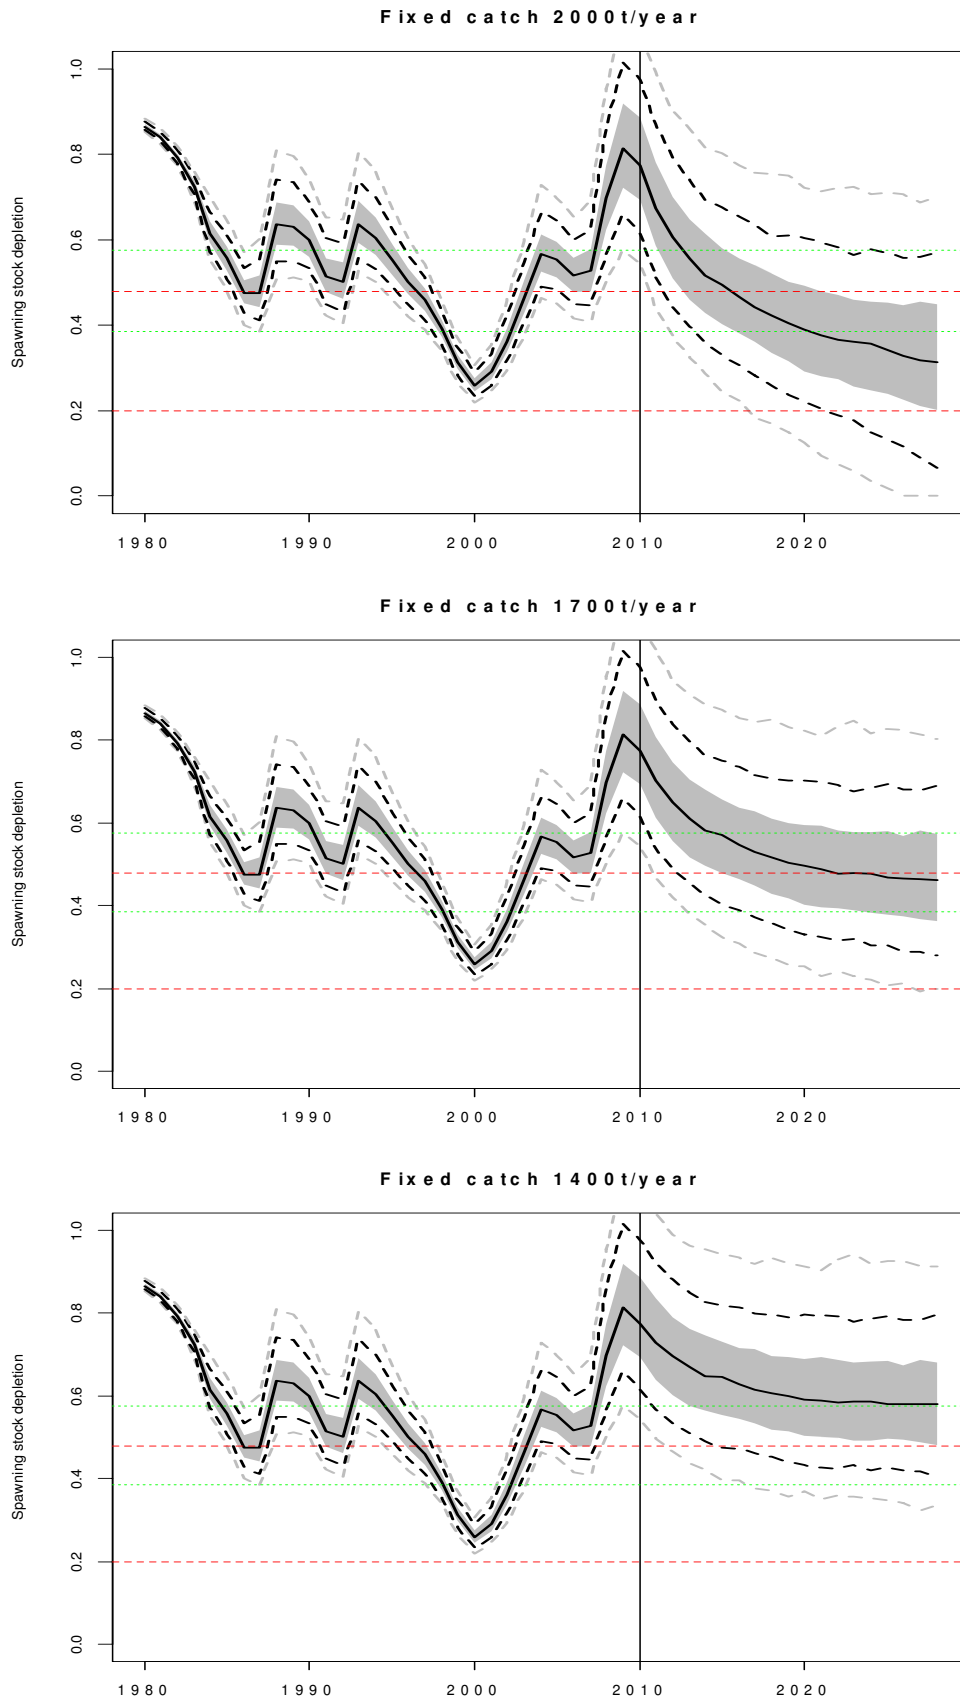 Fixed catch 2000t/year
Spawning stock depletion
1.0
0.8
0.6
0.4
0.2
0.0
1980 1990 2000 2010 2020
Fixed catch 1700t/year
Spawning stock depletion
1.0
0.8
0.6
0.4
0.2
0.0
1980 1990 2000 2010 2020
Fixed catch 1400t/year
Spawning stock depletion
1.0
0.8
0.6
0.4
0.2
0.0
1980 1990 2000 2010 2020